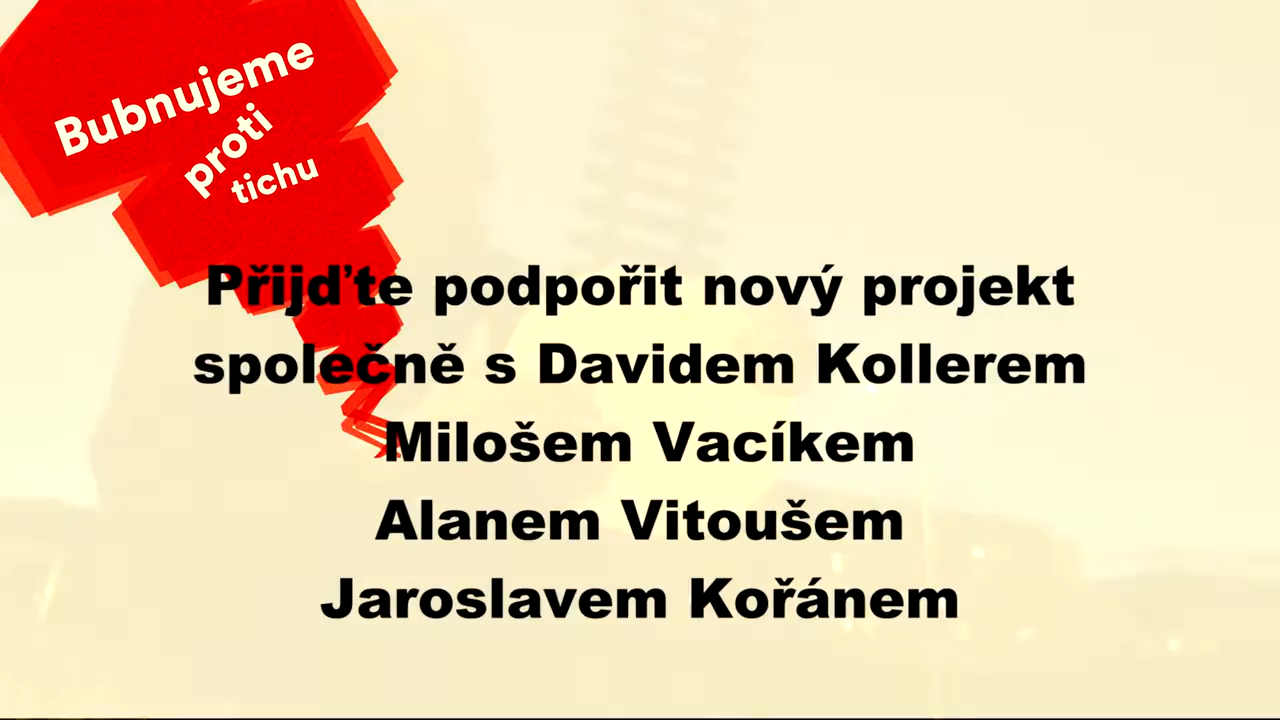 Bubnujeme
proti
tichu
Přijďte podpořit nový projekt
společně s Davidem Kollerem
Milošem Vacíkem
Alanem Vitoušem
Jaroslavem Kořánem